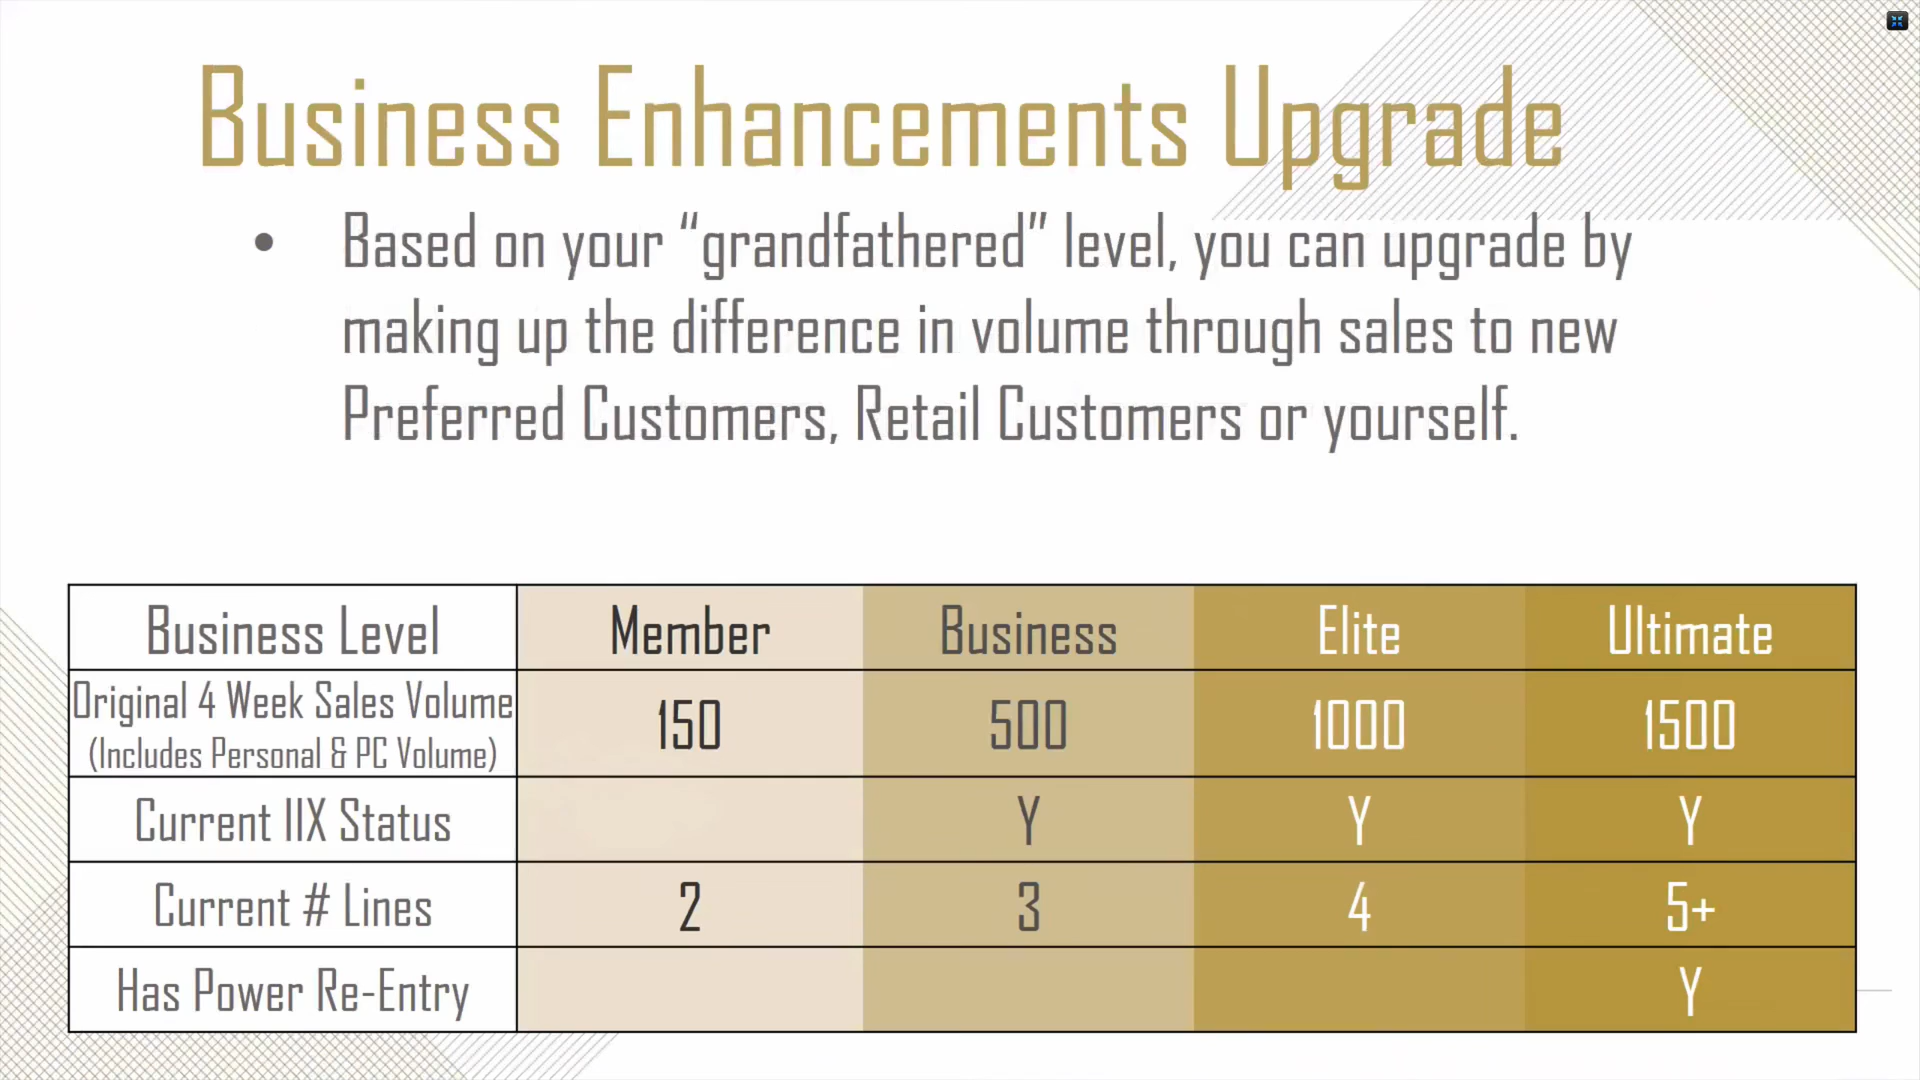 Business Enhancements Upgrade
• Based on your “grandfathered” level, you can upgrade by
making up the difference in volume through sales to new
Preferred Customers, Retail Customers or yourself.
Business Level Member Business Elite Ultimate
Original 4 Week Sales Volume
(Includes Personal & PC Volume) 150 500 1000 1500
Current IIX Status Y Y Y
Current # Lines 2 3 4 5+
Has Power Re-Entry Y